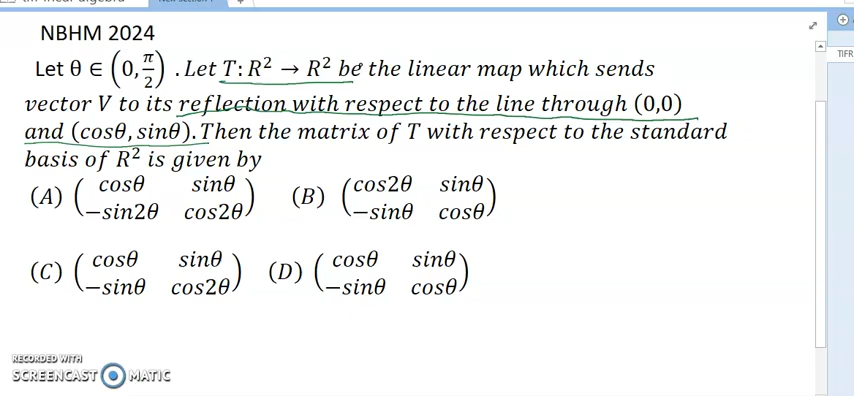 NBHM 2024
Let θ ∈ (0, π/2) . Let T: R² → R² be the linear map which sends
vector V to its reflection with respect to the line through (0,0)
and (cosθ, sinθ). Then the matrix of T with respect to the standard
basis of R² is given by
(A) ( cosθ sinθ (B) (cos2θ sinθ
−sin2θ cos2θ) −sinθ cosθ)
(C) ( cosθ sinθ (D) ( cosθ sinθ
−sinθ cos2θ) −sinθ cosθ)
RECORDED WITH
SCREENCAST MATIC
TIFR